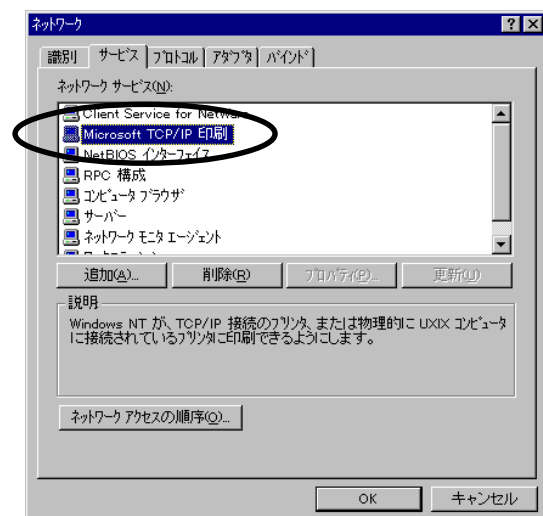 ネットワーク
識別 サービス プロトコル アダプタ バインド
ネットワーク サービス(N):
Client Service for Netware
Microsoft TCP/IP 印刷
NetBIOS インターフェイス
RPC 構成
コンピュータ ブラウザ
サーバー
ネットワーク モニタ エージェント
追加(A)... 削除(R) プロパティ(P)... 更新(U)
説明
Windows NT が、TCP/IP 接続のプリンタ、または物理的に UXIX コンピュータ
に接続されているプリンタに印刷できるようにします。
ネットワーク アクセスの順序(O)...
OK キャンセル